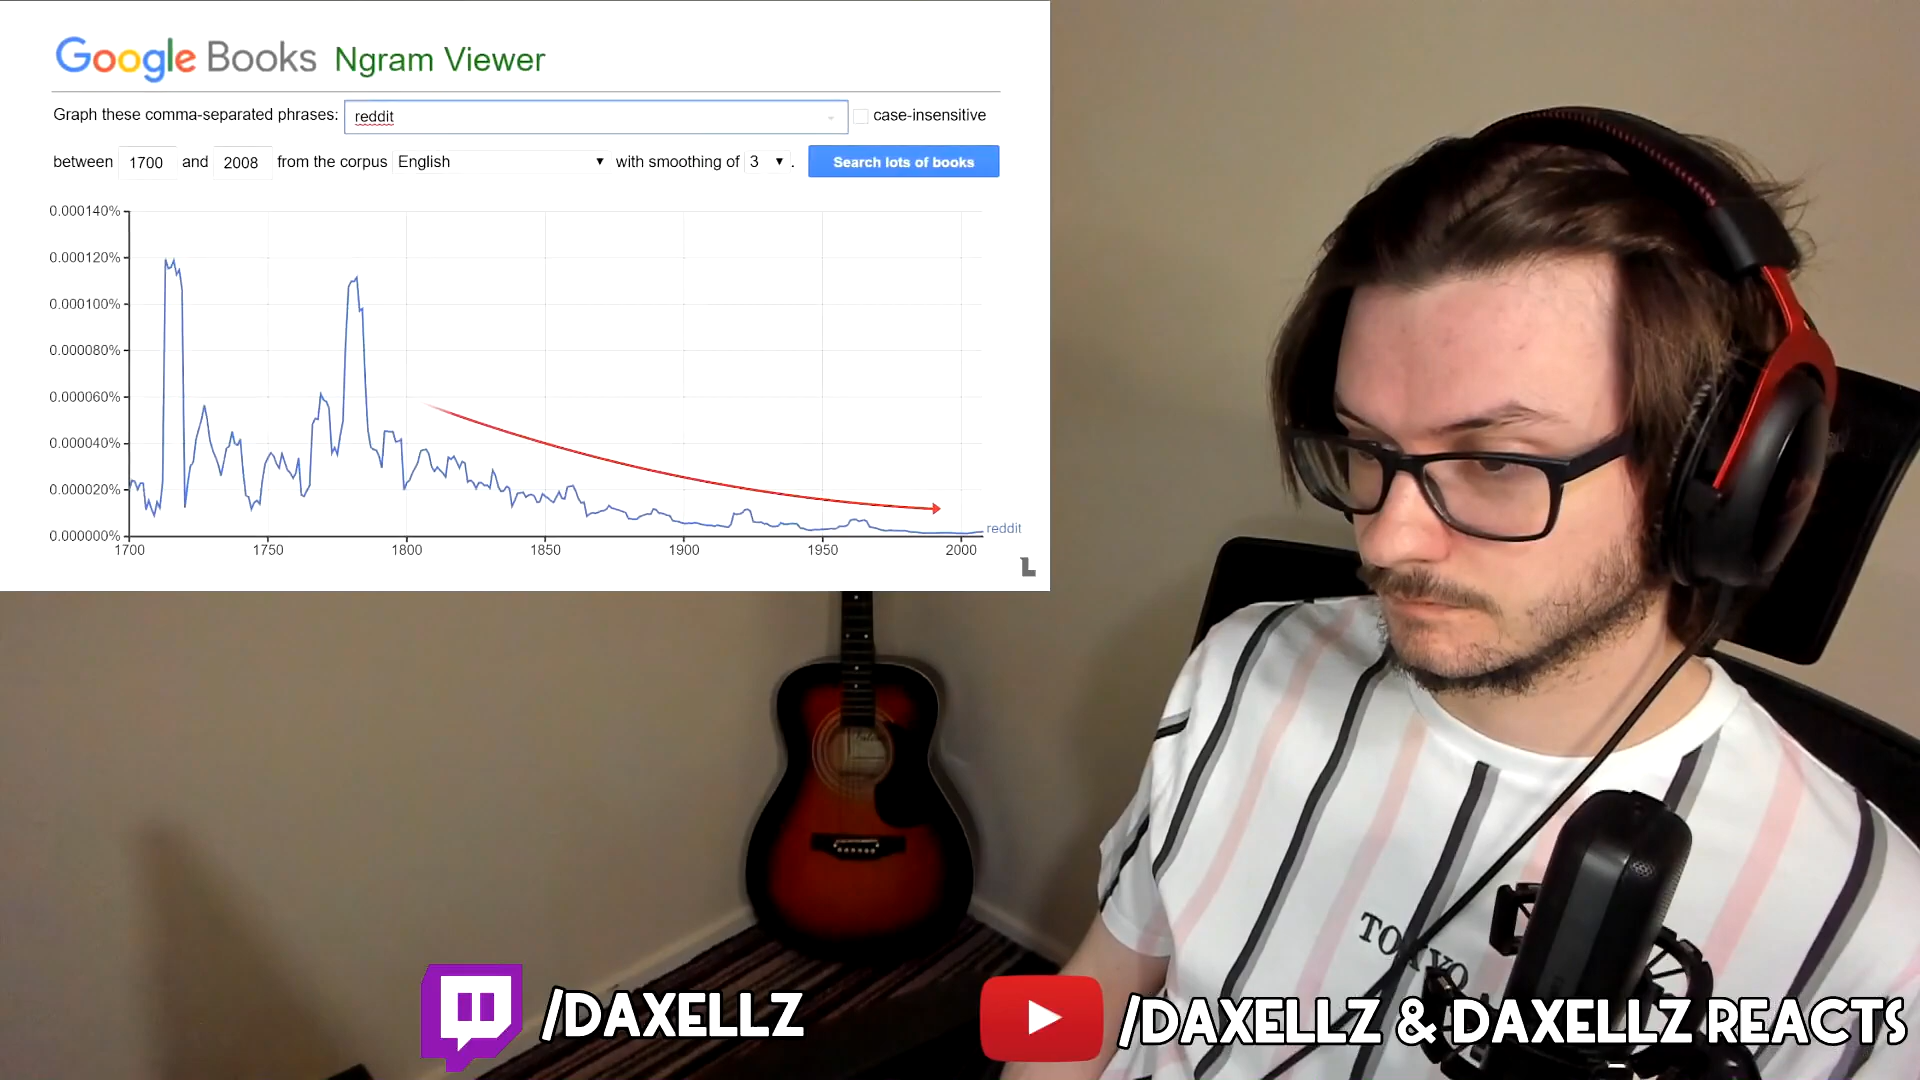 Google Books Ngram Viewer
Graph these comma-separated phrases: reddit case-insensitive
between 1700 and 2008 from the corpus English with smoothing of 3 . Search lots of books
0.000140%
0.000120%
0.000100%
0.000080%
0.000060%
0.000040%
0.000020%
0.000000%
reddit
1700 1750 1800 1850 1900 1950 2000
L
TOKYO
/DAXELLZ
/DAXELLZ & DAXELLZ REACTS